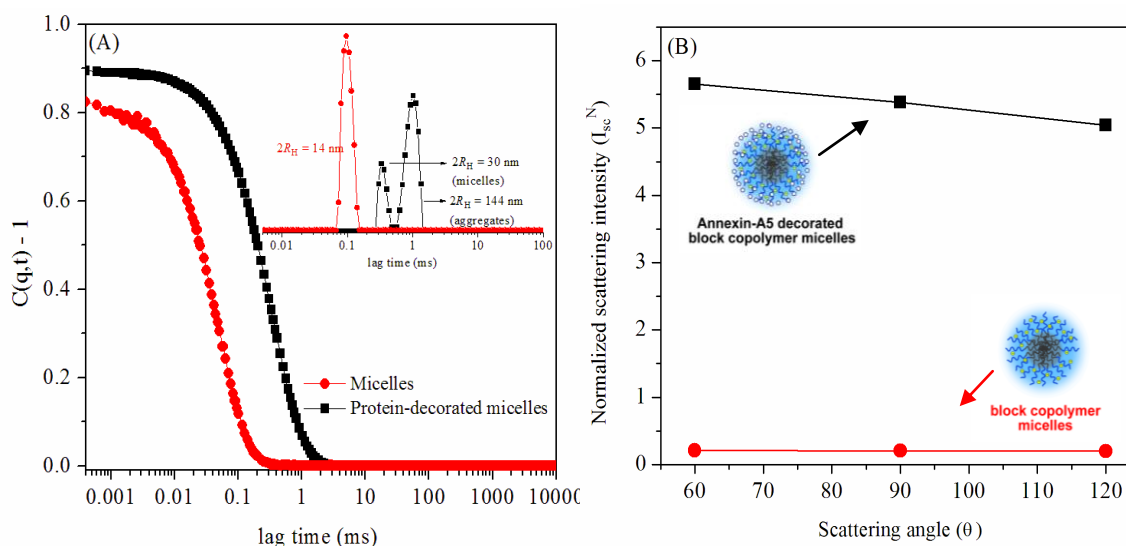 (A)
1.0
0.8
0.6
0.4
0.2
0.0
C(q,t) - 1
0.001
0.01
0.1
1
10
100
1000
10000
lag time (ms)
2R_H = 14 nm
2R_H = 30 nm
(micelles)
2R_H = 144 nm
(aggregates)
0.01
0.1
1
10
100
lag time (ms)
Micelles
Protein-decorated micelles
(B)
6
5
4
3
2
1
0
Normalized scattering intensity (I_sc^N)
60
70
80
90
100
110
120
Scattering angle (θ)
Annexin-A5 decorated
block copolymer micelles
block copolymer
micelles